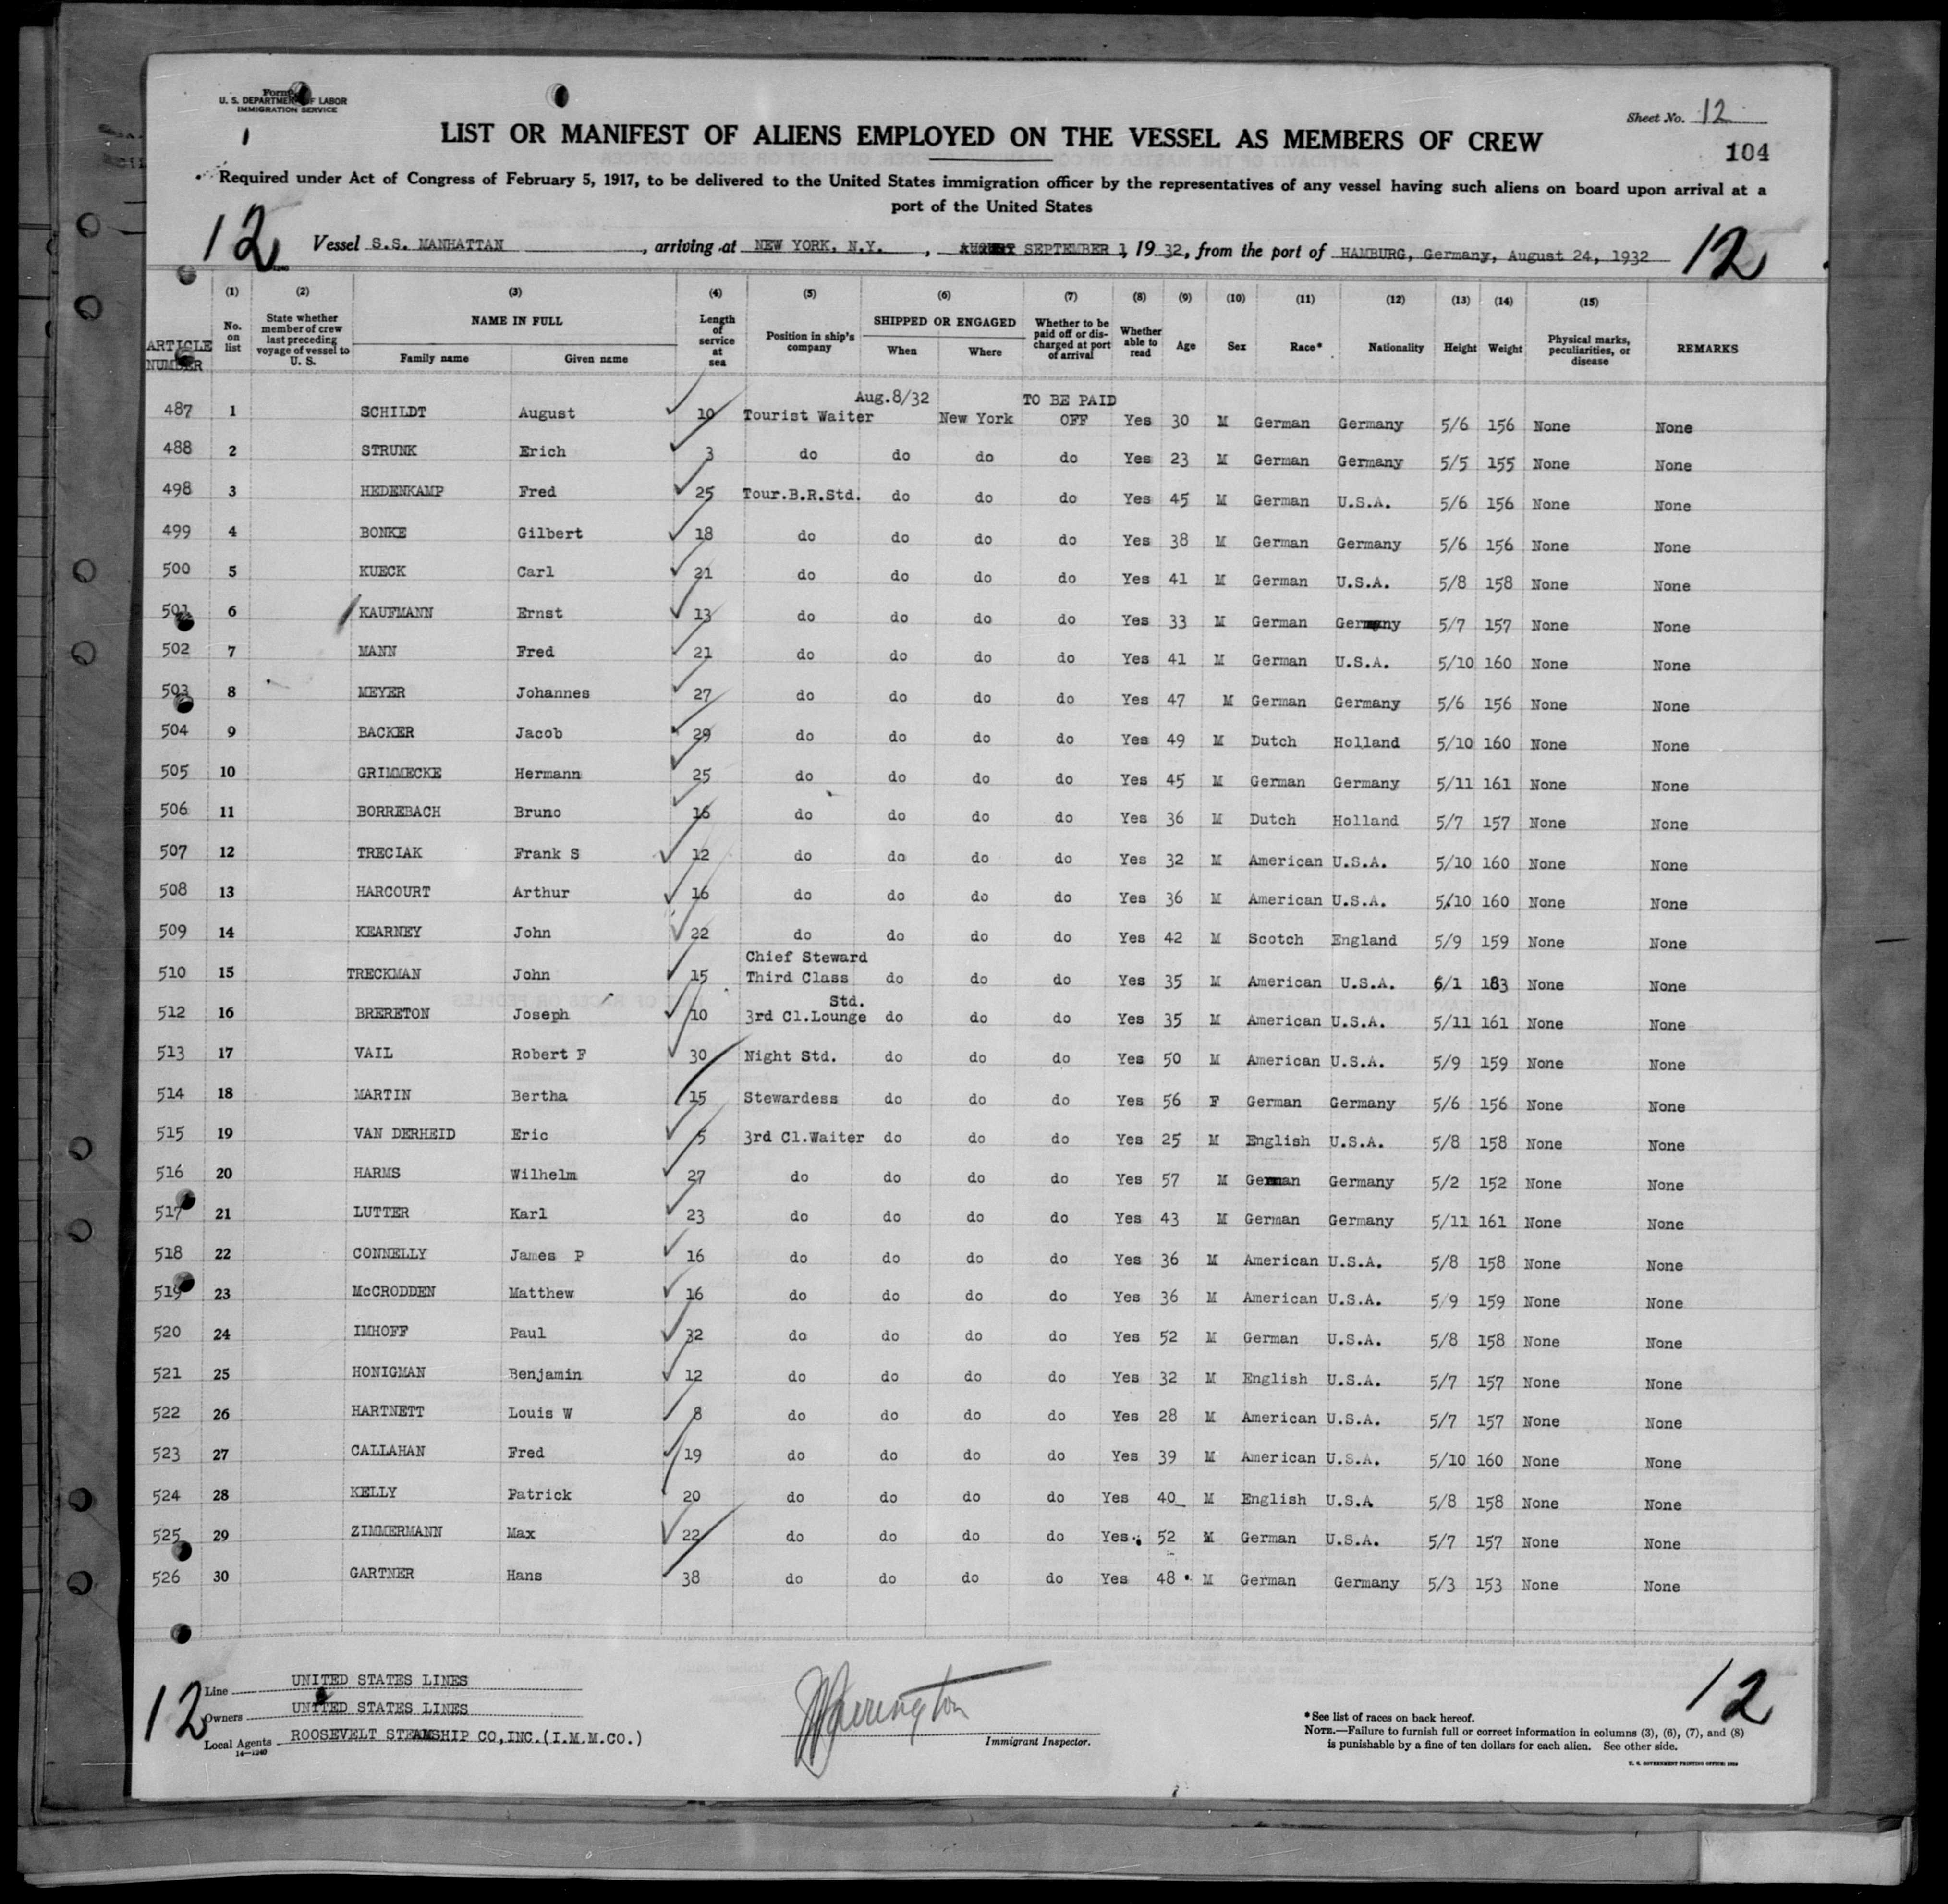 Form
U. S. DEPARTMENT OF LABOR
IMMIGRATION SERVICE
Sheet No. 12
LIST OR MANIFEST OF ALIENS EMPLOYED ON THE VESSEL AS MEMBERS OF CREW
104
Required under Act of Congress of February 5, 1917, to be delivered to the United States immigration officer by the representatives of any vessel having such aliens on board upon arrival at a
port of the United States
12 Vessel S.S. MANHATTAN, arriving at NEW YORK, N.Y., SEPTEMBER 1, 1932, from the port of HAMBURG, Germany, August 24, 1932 12
ARTICLE NUMBER (1) No. on list (2) State whether member of crew last preceding voyage of vessel to U. S. (3) NAME IN FULL Family name Given name (4) Length of service at sea (5) Position in ship's company (6) SHIPPED OR ENGAGED When Where (7) Whether to be paid off or discharged at port of arrival (8) Whether able to read (9) Age (10) Sex (11) Race* (12) Nationality (13) Height (14) Weight (15) Physical marks, peculiarities, or disease REMARKS
487 1 SCHILDT August 10 Tourist Waiter Aug.8/32 New York TO BE PAID OFF Yes 30 M German Germany 5/6 156 None None
488 2 STRUNK Erich 3 do do do do Yes 23 M German Germany 5/5 155 None None
498 3 HEDENKAMP Fred 25 Tour.B.R.Std. do do do Yes 45 M German U.S.A. 5/6 156 None None
499 4 BONKE Gilbert 18 do do do do Yes 38 M German Germany 5/6 156 None None
500 5 KUECK Carl 21 do do do do Yes 41 M German U.S.A. 5/8 158 None None
501 6 KAUFMANN Ernst 13 do do do do Yes 33 M German Germany 5/7 157 None None
502 7 MANN Fred 21 do do do do Yes 41 M German U.S.A. 5/10 160 None None
503 8 MEYER Johannes 27 do do do do Yes 47 M German Germany 5/6 156 None None
504 9 BACKER Jacob 29 do do do do Yes 49 M Dutch Holland 5/10 160 None None
505 10 GRIMMECKE Hermann 25 do do do do Yes 45 M German Germany 5/11 161 None None
506 11 BORREBACH Bruno 16 do do do do Yes 36 M Dutch Holland 5/7 157 None None
507 12 TRECIAK Frank S 12 do do do do Yes 32 M American U.S.A. 5/10 160 None None
508 13 HARCOURT Arthur 16 do do do do Yes 36 M American U.S.A. 5/10 160 None None
509 14 KEARNEY John 22 do do do do Yes 42 M Scotch England 5/9 159 None None
510 15 TRECKMAN John 15 Chief Steward Third Class do do do Yes 35 M American U.S.A. 6/1 183 None None
512 16 BRERETON Joseph 10 Std. 3rd Cl.Lounge do do do Yes 35 M American U.S.A. 5/11 161 None None
513 17 VAIL Robert F 30 Night Std. do do do Yes 50 M American U.S.A. 5/9 159 None None
514 18 MARTIN Bertha 15 Stewardess do do do Yes 56 F German Germany 5/6 156 None None
515 19 VAN DERHEID Eric 5 3rd Cl.Waiter do do do Yes 25 M English U.S.A. 5/8 158 None None
516 20 HARMS Wilhelm 27 do do do do Yes 57 M German Germany 5/2 152 None None
517 21 LUTTER Karl 23 do do do do Yes 43 M German Germany 5/11 161 None None
518 22 CONNELLY James P 16 do do do do Yes 36 M American U.S.A. 5/8 158 None None
519 23 McCRODDEN Matthew 16 do do do do Yes 36 M American U.S.A. 5/9 159 None None
520 24 IMHOFF Paul 32 do do do do Yes 52 M German U.S.A. 5/8 158 None None
521 25 HONIGMAN Benjamin 12 do do do do Yes 32 M English U.S.A. 5/7 157 None None
522 26 HARTNETT Louis W 8 do do do do Yes 28 M American U.S.A. 5/7 157 None None
523 27 CALLAHAN Fred 19 do do do do Yes 39 M American U.S.A. 5/10 160 None None
524 28 KELLY Patrick 20 do do do do Yes 40 M English U.S.A 5/8 158 None None
525 29 ZIMMERMANN Max 22 do do do do Yes 52 M German U.S.A. 5/7 157 None None
526 30 GARTNER Hans 38 do do do do Yes 48 M German Germany 5/3 153 None None
12 Line UNITED STATES LINES
Owners UNITED STATES LINES
Local Agents ROOSEVELT STEAMSHIP CO,INC.(I.M.M.CO.)
14—1240
Immigrant Inspector.
12
*See list of races on back hereof.
NOTE.—Failure to furnish full or correct information in columns (3), (6), (7), and (8)
is punishable by a fine of ten dollars for each alien. See other side.